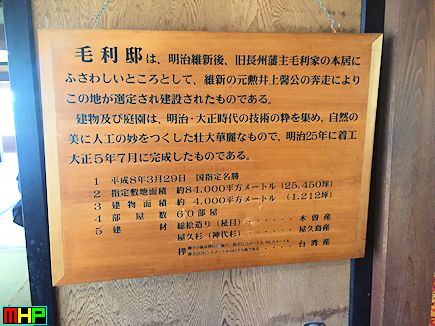 毛利邸は、明治維新後、旧長州藩主毛利家の本居に
ふさわしいところとして、維新の元勲井上馨公の奔走により
この地が選定され建設されたものである。
建物及び庭園は、明治・大正時代の技術の粋を集め、自然の
美に人工の妙をつくした壮大華麗なもので、明治25年に着工
大正5年7月に完成したものである。
1 平成8年3月29日 国指定名勝
2 指定敷地面積 約84.000平方メートル (25.450坪)
3 建物面積 約 4.000平方メートル (1.212坪)
4 部屋数 60部屋
5 建材 総桧造り (柾目)・・・・・・木曽産
屋久杉 (神代杉)・・・・・・屋久島産
欅 ・・・・・・台湾産
MHP